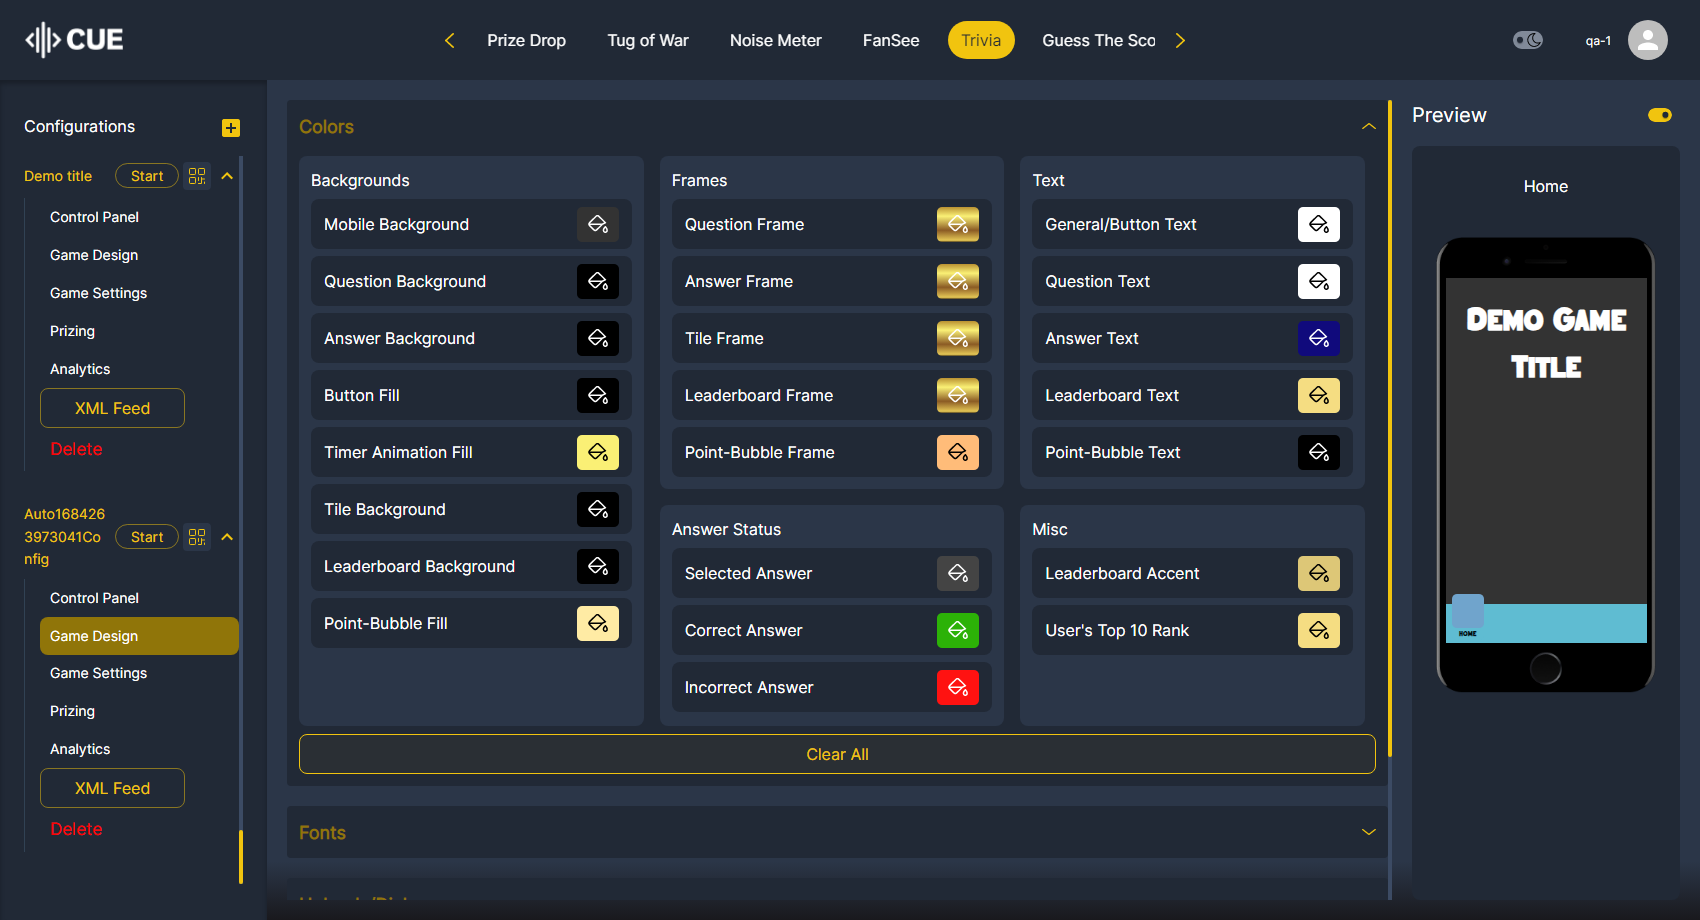 CUE
Prize Drop
Tug of War
Noise Meter
FanSee
Trivia
Guess The Sco
qa-1
Configurations
Demo title
Start
Control Panel
Game Design
Game Settings
Prizing
Analytics
XML Feed
Delete
Auto168426
3973041Co
nfig
Start
Control Panel
Game Design
Game Settings
Prizing
Analytics
XML Feed
Delete
Colors
Backgrounds
Mobile Background
Question Background
Answer Background
Button Fill
Timer Animation Fill
Tile Background
Leaderboard Background
Point-Bubble Fill
Frames
Question Frame
Answer Frame
Tile Frame
Leaderboard Frame
Point-Bubble Frame
Text
General/Button Text
Question Text
Answer Text
Leaderboard Text
Point-Bubble Text
Answer Status
Selected Answer
Correct Answer
Incorrect Answer
Misc
Leaderboard Accent
User's Top 10 Rank
Clear All
Fonts
Preview
Home
Demo Game
Title
HOME